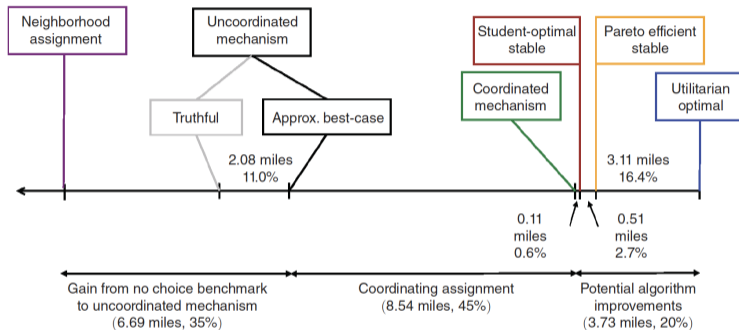 Neighborhood
assignment
Uncoordinated
mechanism
Student-optimal
stable
Pareto efficient
stable
Truthful
Approx. best-case
Coordinated
mechanism
Utilitarian
optimal
2.08 miles
11.0%
3.11 miles
16.4%
0.11
miles
0.6%
0.51
miles
2.7%
Gain from no choice benchmark
to uncoordinated mechanism
(6.69 miles, 35%)
Coordinating assignment
(8.54 miles, 45%)
Potential algorithm
improvements
(3.73 miles, 20%)